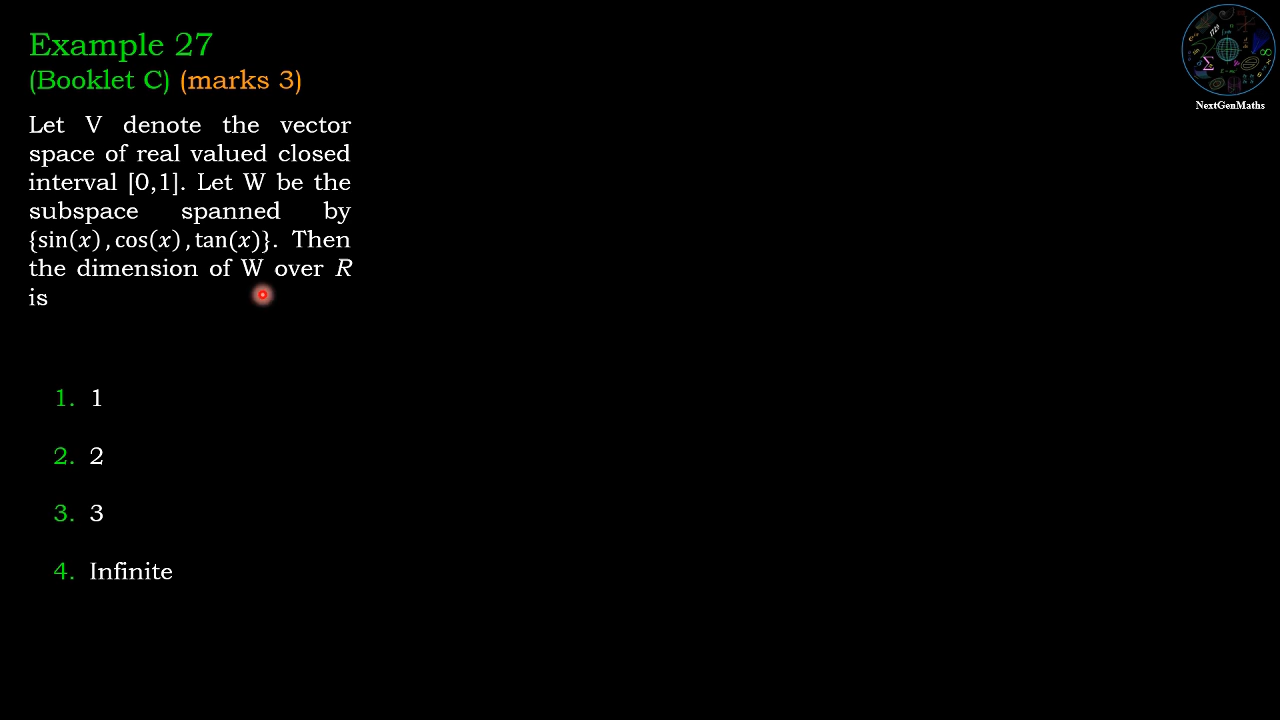 Example 27
(Booklet C) (marks 3)
NextGenMaths
Let V denote the vector
space of real valued closed
interval [0,1]. Let W be the
subspace spanned by
{sin(𝑥) , cos(𝑥) , tan(𝑥)}. Then
the dimension of W over R
is
1. 1
2. 2
3. 3
4. Infinite